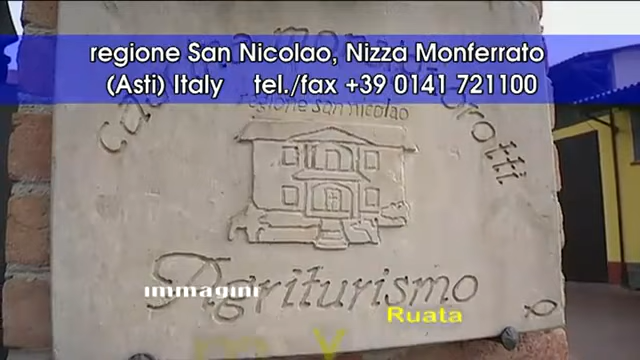 regione San Nicolao, Nizza Monferrato
(Asti) Italy tel./fax +39 0141 721100
regione san nicolao
Agriturismo
immagini
Ruata